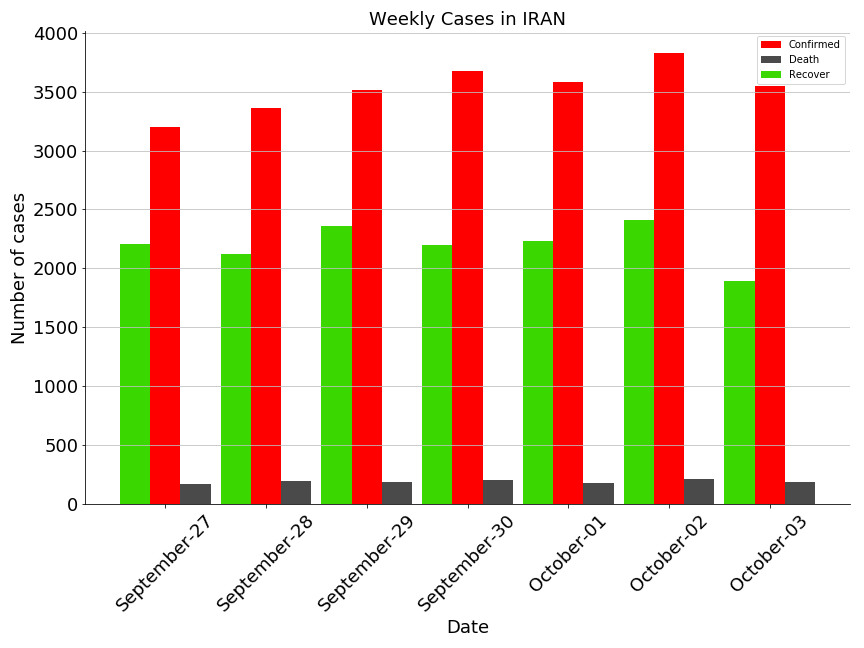 Weekly Cases in IRAN
Confirmed
Death
Recover
Number of cases
4000
3500
3000
2500
2000
1500
1000
500
0
September-27
September-28
September-29
September-30
October-01
October-02
October-03
Date